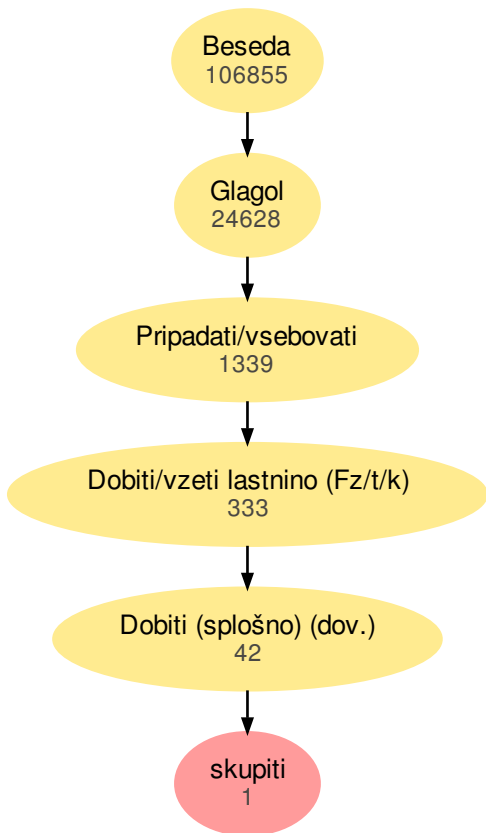 Beseda
106855
Glagol
24628
Pripadati/vsebovati
1339
Dobiti/vzeti lastnino (Fz/t/k)
333
Dobiti (splošno) (dov.)
42
skupiti
1